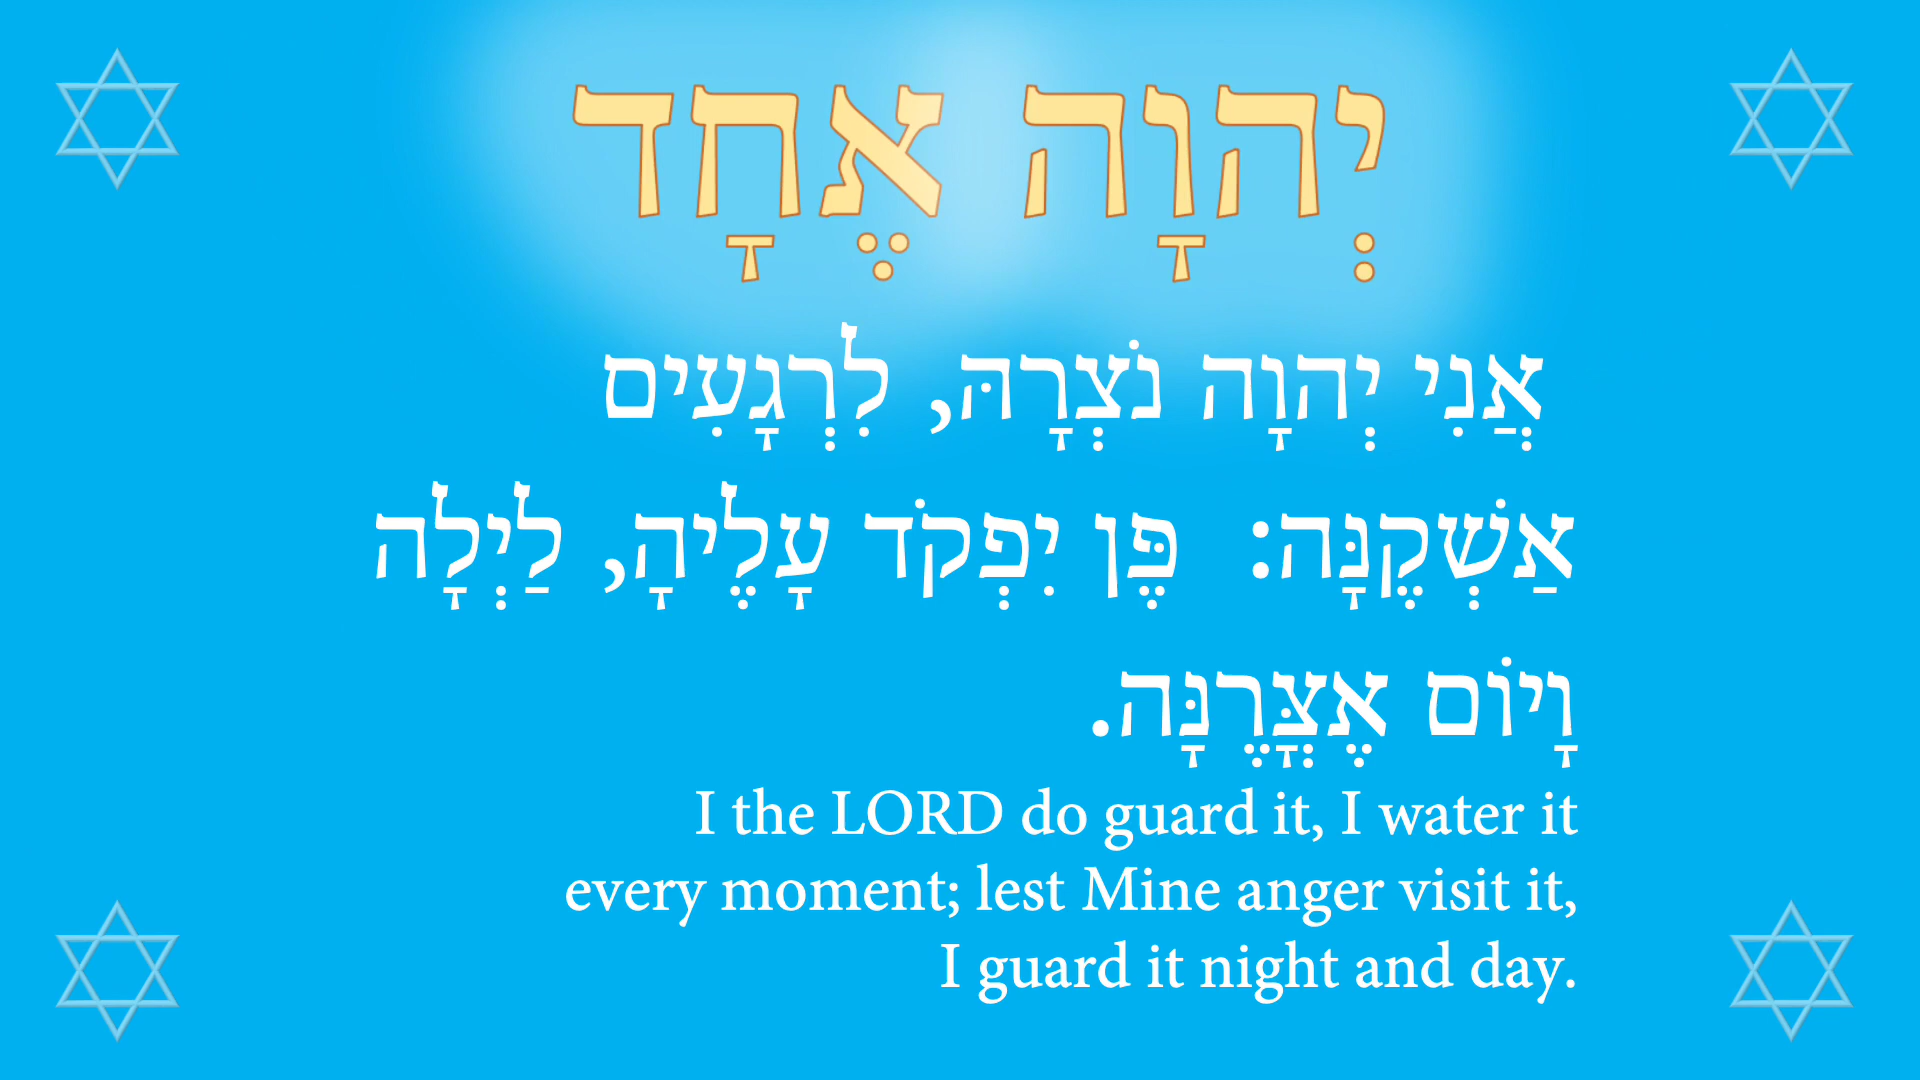 יְהוָה אֶחָד
אֲנִי יְהוָה נֹצְרָהּ, לִרְגָעִים
אַשְׁקֶנָּה: פֶּן יִפְקֹד עָלֶיהָ, לַיְלָה
וָיוֹם אֶצֳּרֶנָּה.
I the LORD do guard it, I water it
every moment; lest Mine anger visit it,
I guard it night and day.